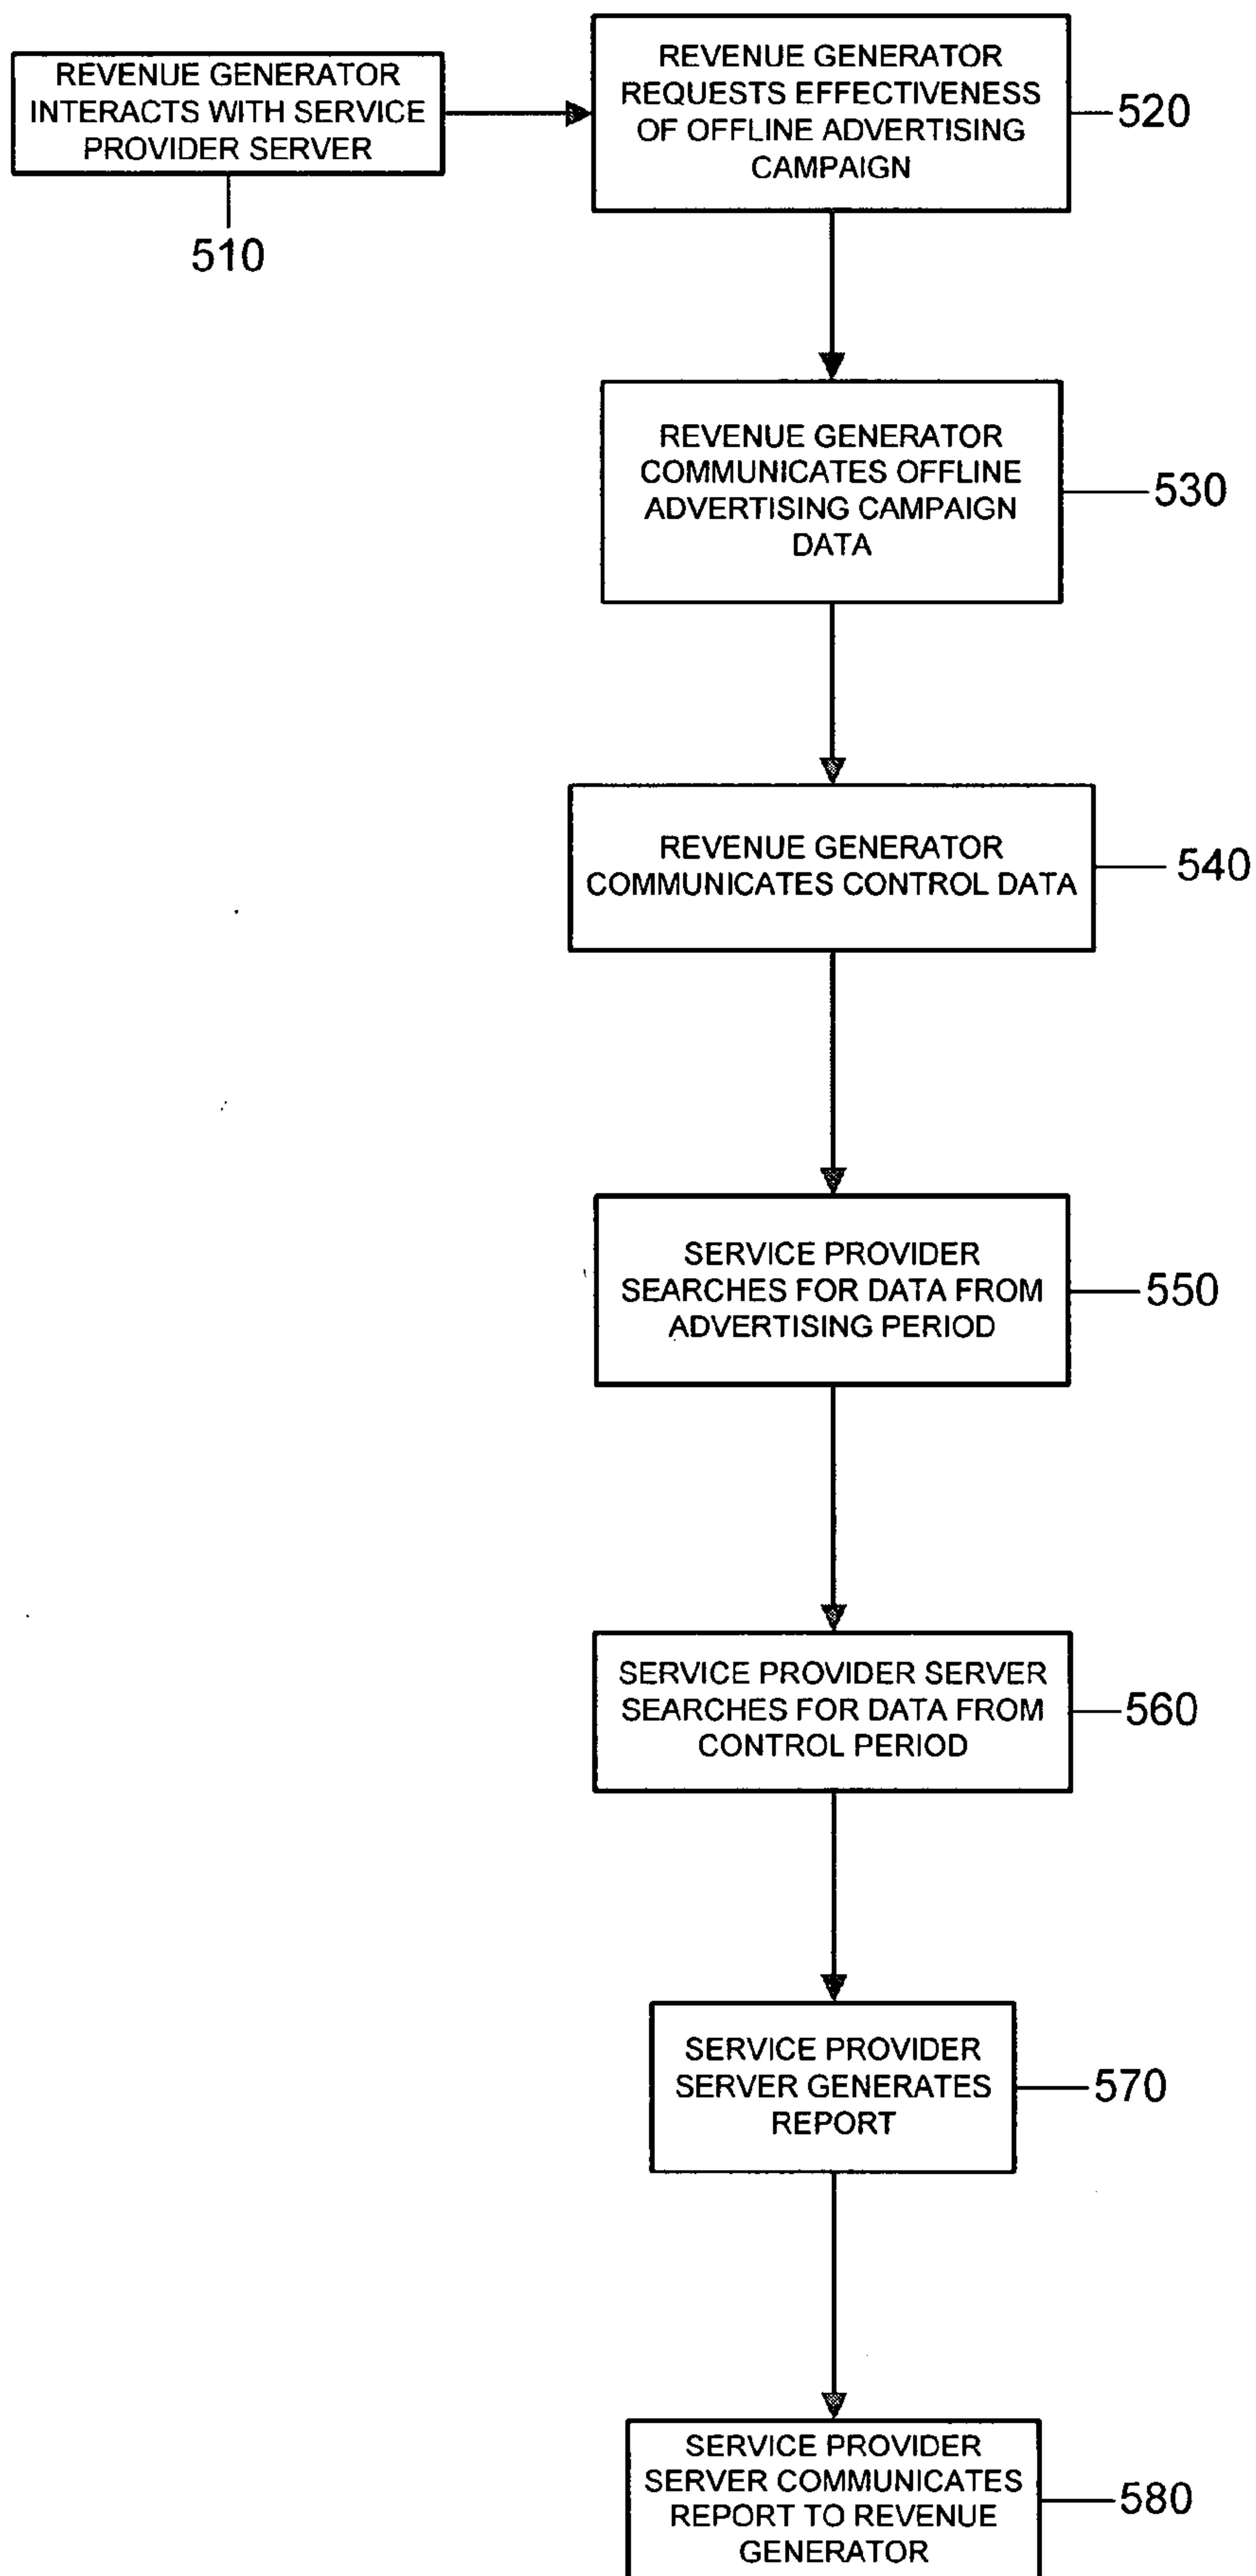 REVENUE GENERATOR
INTERACTS WITH SERVICE
PROVIDER SERVER
510
REVENUE GENERATOR
REQUESTS EFFECTIVENESS
OF OFFLINE ADVERTISING
CAMPAIGN
520
REVENUE GENERATOR
COMMUNICATES OFFLINE
ADVERTISING CAMPAIGN
DATA
530
REVENUE GENERATOR
COMMUNICATES CONTROL DATA
540
SERVICE PROVIDER
SEARCHES FOR DATA FROM
ADVERTISING PERIOD
550
SERVICE PROVIDER SERVER
SEARCHES FOR DATA FROM
CONTROL PERIOD
560
SERVICE PROVIDER
SERVER GENERATES
REPORT
570
SERVICE PROVIDER
SERVER COMMUNICATES
REPORT TO REVENUE
GENERATOR
580